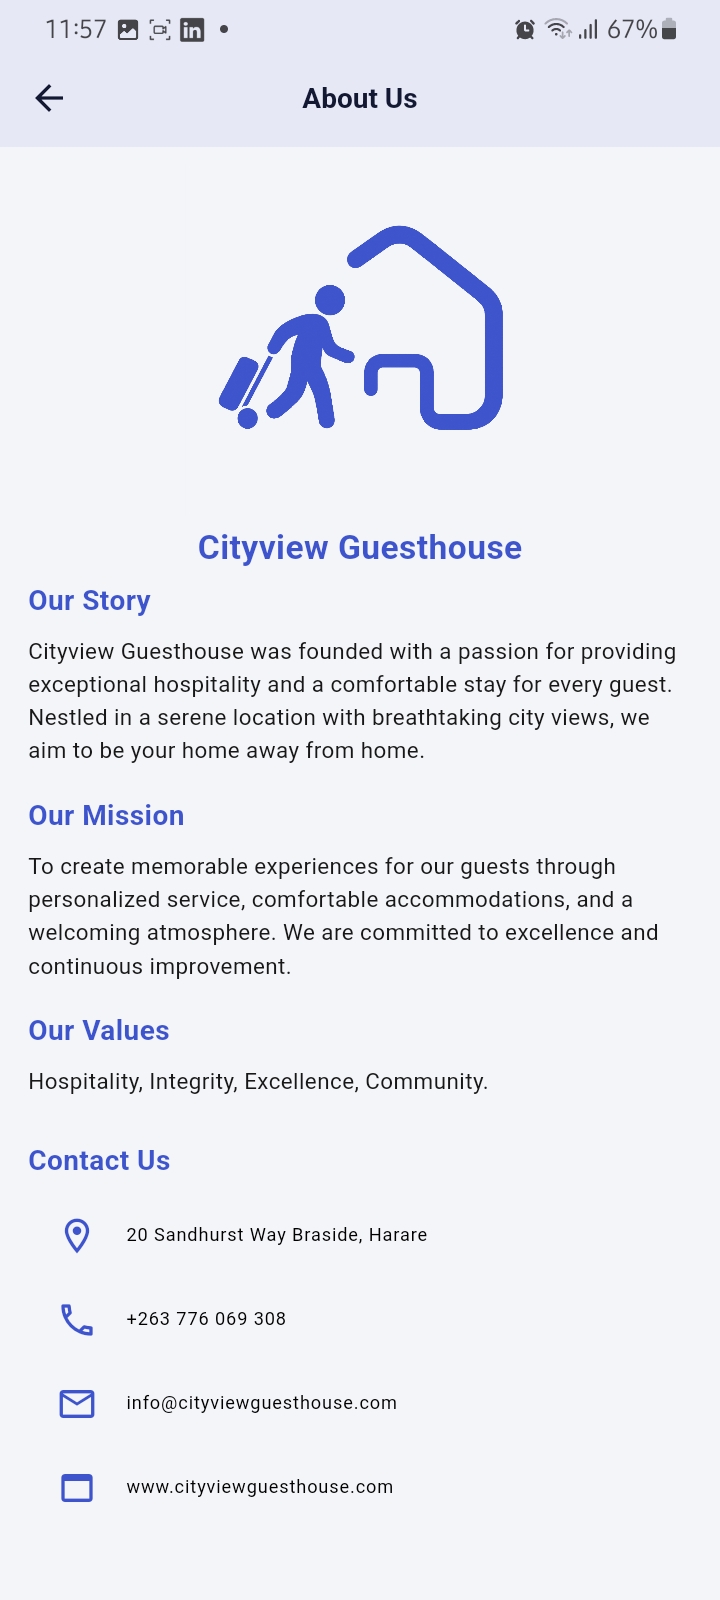 11:57
67%
About Us
Cityview Guesthouse
Our Story
Cityview Guesthouse was founded with a passion for providing
exceptional hospitality and a comfortable stay for every guest.
Nestled in a serene location with breathtaking city views, we
aim to be your home away from home.
Our Mission
To create memorable experiences for our guests through
personalized service, comfortable accommodations, and a
welcoming atmosphere. We are committed to excellence and
continuous improvement.
Our Values
Hospitality, Integrity, Excellence, Community.
Contact Us
20 Sandhurst Way Braside, Harare
+263 776 069 308
info@cityviewguesthouse.com
www.cityviewguesthouse.com